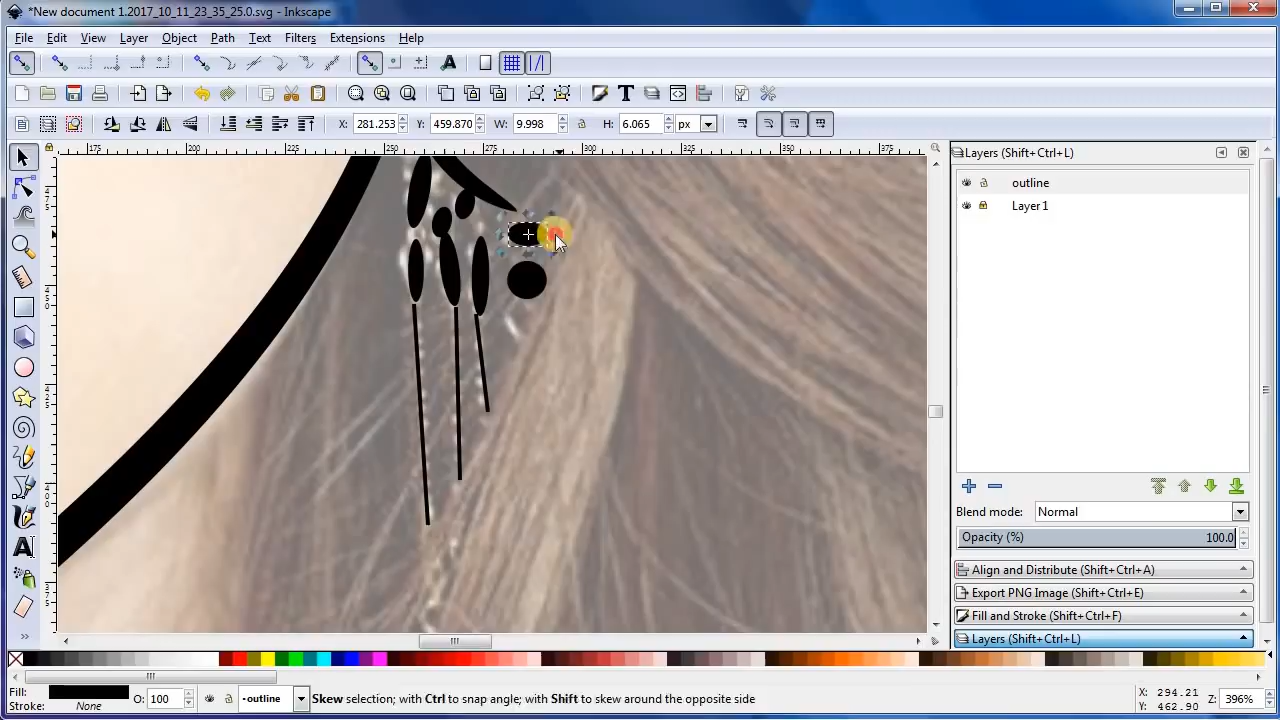 *New document 1.2017_10_11_23_35_25.0.svg - Inkscape
File Edit View Layer Object Path Text Filters Extensions Help
X: 281.253 Y: 459.870 W: 9.998 H: 6.065 px
175 200 225 250 275 300 325 350 375
Layers (Shift+Ctrl+L)
outline
Layer 1
Blend mode: Normal
Opacity (%) 100.0
Align and Distribute (Shift+Ctrl+A)
Export PNG Image (Shift+Ctrl+E)
Fill and Stroke (Shift+Ctrl+F)
Layers (Shift+Ctrl+L)
Fill: O: 100 •outline Skew selection; with Ctrl to snap angle; with Shift to skew around the opposite side X: 294.21 Z: 396%
Stroke: None Y: 462.90